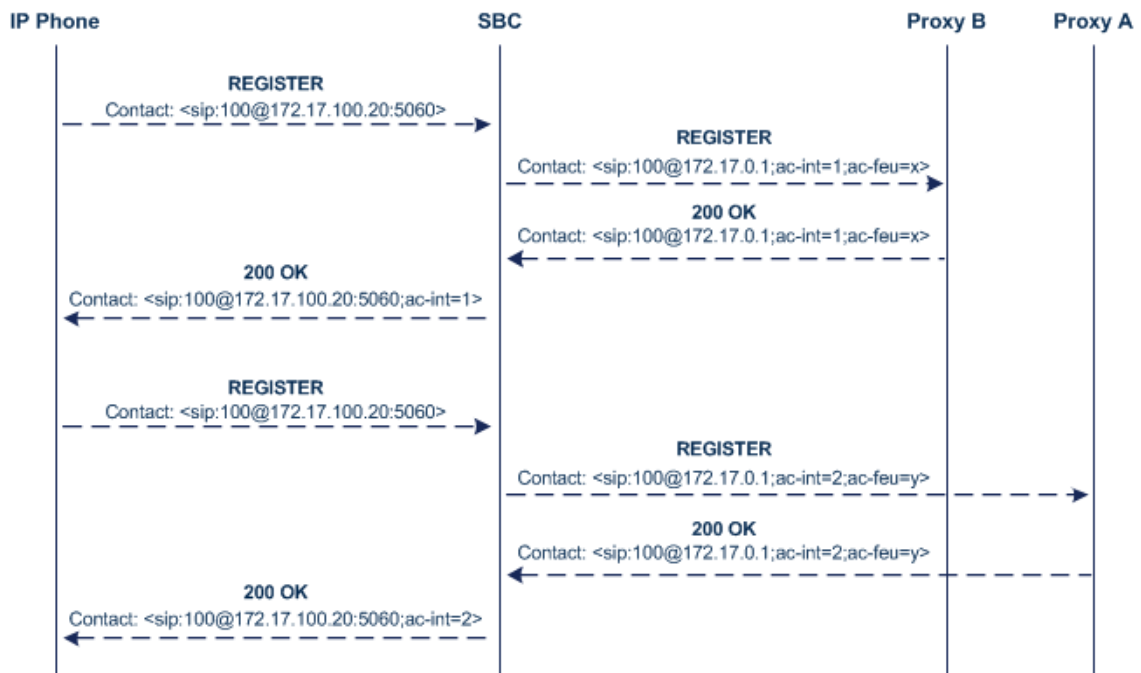 IP Phone
SBC
Proxy B
Proxy A
REGISTER
Contact: <sip:100@172.17.100.20:5060>
REGISTER
Contact: <sip:100@172.17.0.1;ac-int=1;ac-feu=x>
200 OK
Contact: <sip:100@172.17.0.1;ac-int=1;ac-feu=x>
200 OK
Contact: <sip:100@172.17.100.20:5060;ac-int=1>
REGISTER
Contact: <sip:100@172.17.100.20:5060>
REGISTER
Contact: <sip:100@172.17.0.1;ac-int=2;ac-feu=y>
200 OK
Contact: <sip:100@172.17.0.1;ac-int=2;ac-feu=y>
200 OK
Contact: <sip:100@172.17.100.20:5060;ac-int=2>